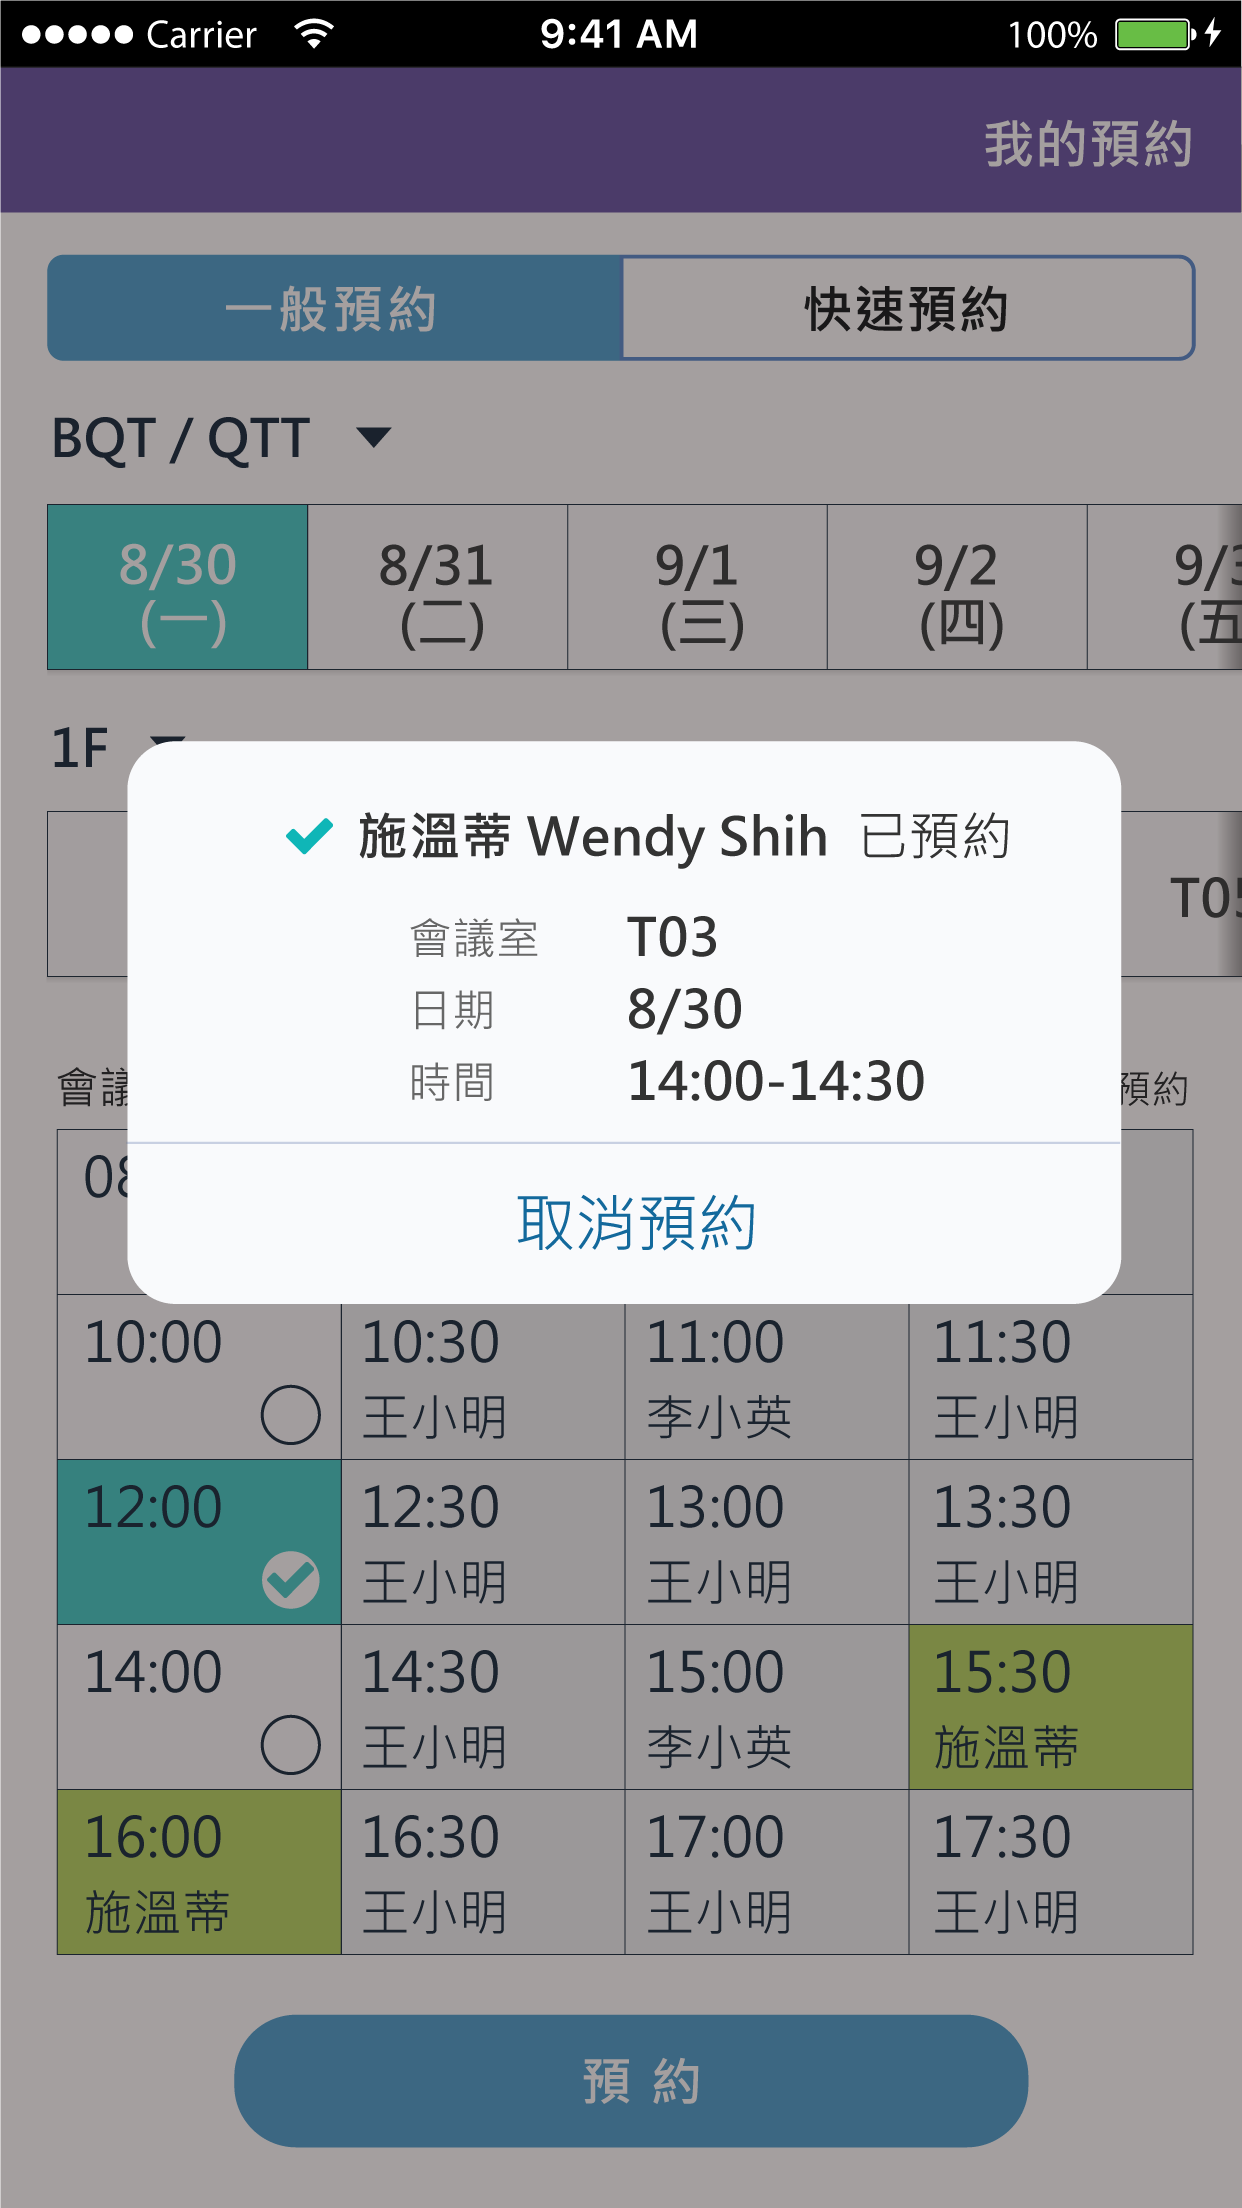 Carrier 9:41 AM 100%
我的預約
一般預約 快速預約
BQT / QTT
8/30 8/31 9/1 9/2 9/3
(一) (二) (三) (四) (五
1F
施溫蒂 Wendy Shih 已預約
T05
會議室 T03
日期 8/30
時間 14:00-14:30
會議 預約
08
取消預約
10:00 10:30 11:00 11:30
王小明 李小英 王小明
12:00 12:30 13:00 13:30
王小明 王小明 王小明
14:00 14:30 15:00 15:30
王小明 李小英 施溫蒂
16:00 16:30 17:00 17:30
施溫蒂 王小明 王小明 王小明
預 約